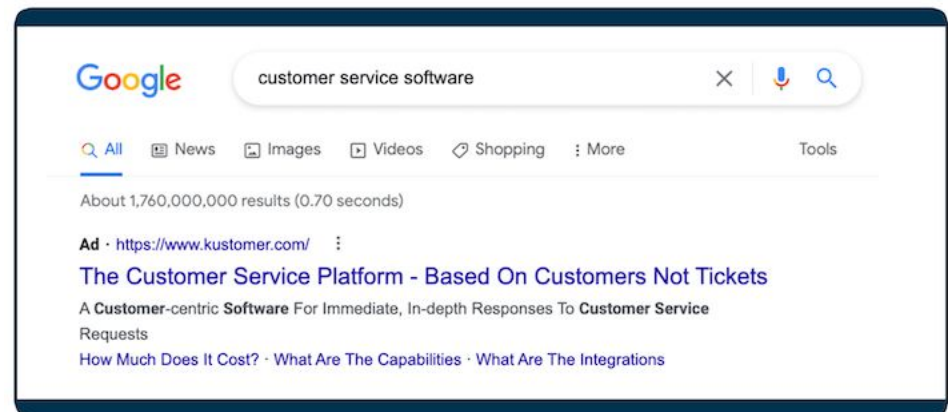 Google customer service software
All News Images Videos Shopping More Tools
About 1,760,000,000 results (0.70 seconds)
Ad · https://www.kustomer.com/
The Customer Service Platform - Based On Customers Not Tickets
A Customer-centric Software For Immediate, In-depth Responses To Customer Service
Requests
How Much Does It Cost? · What Are The Capabilities · What Are The Integrations